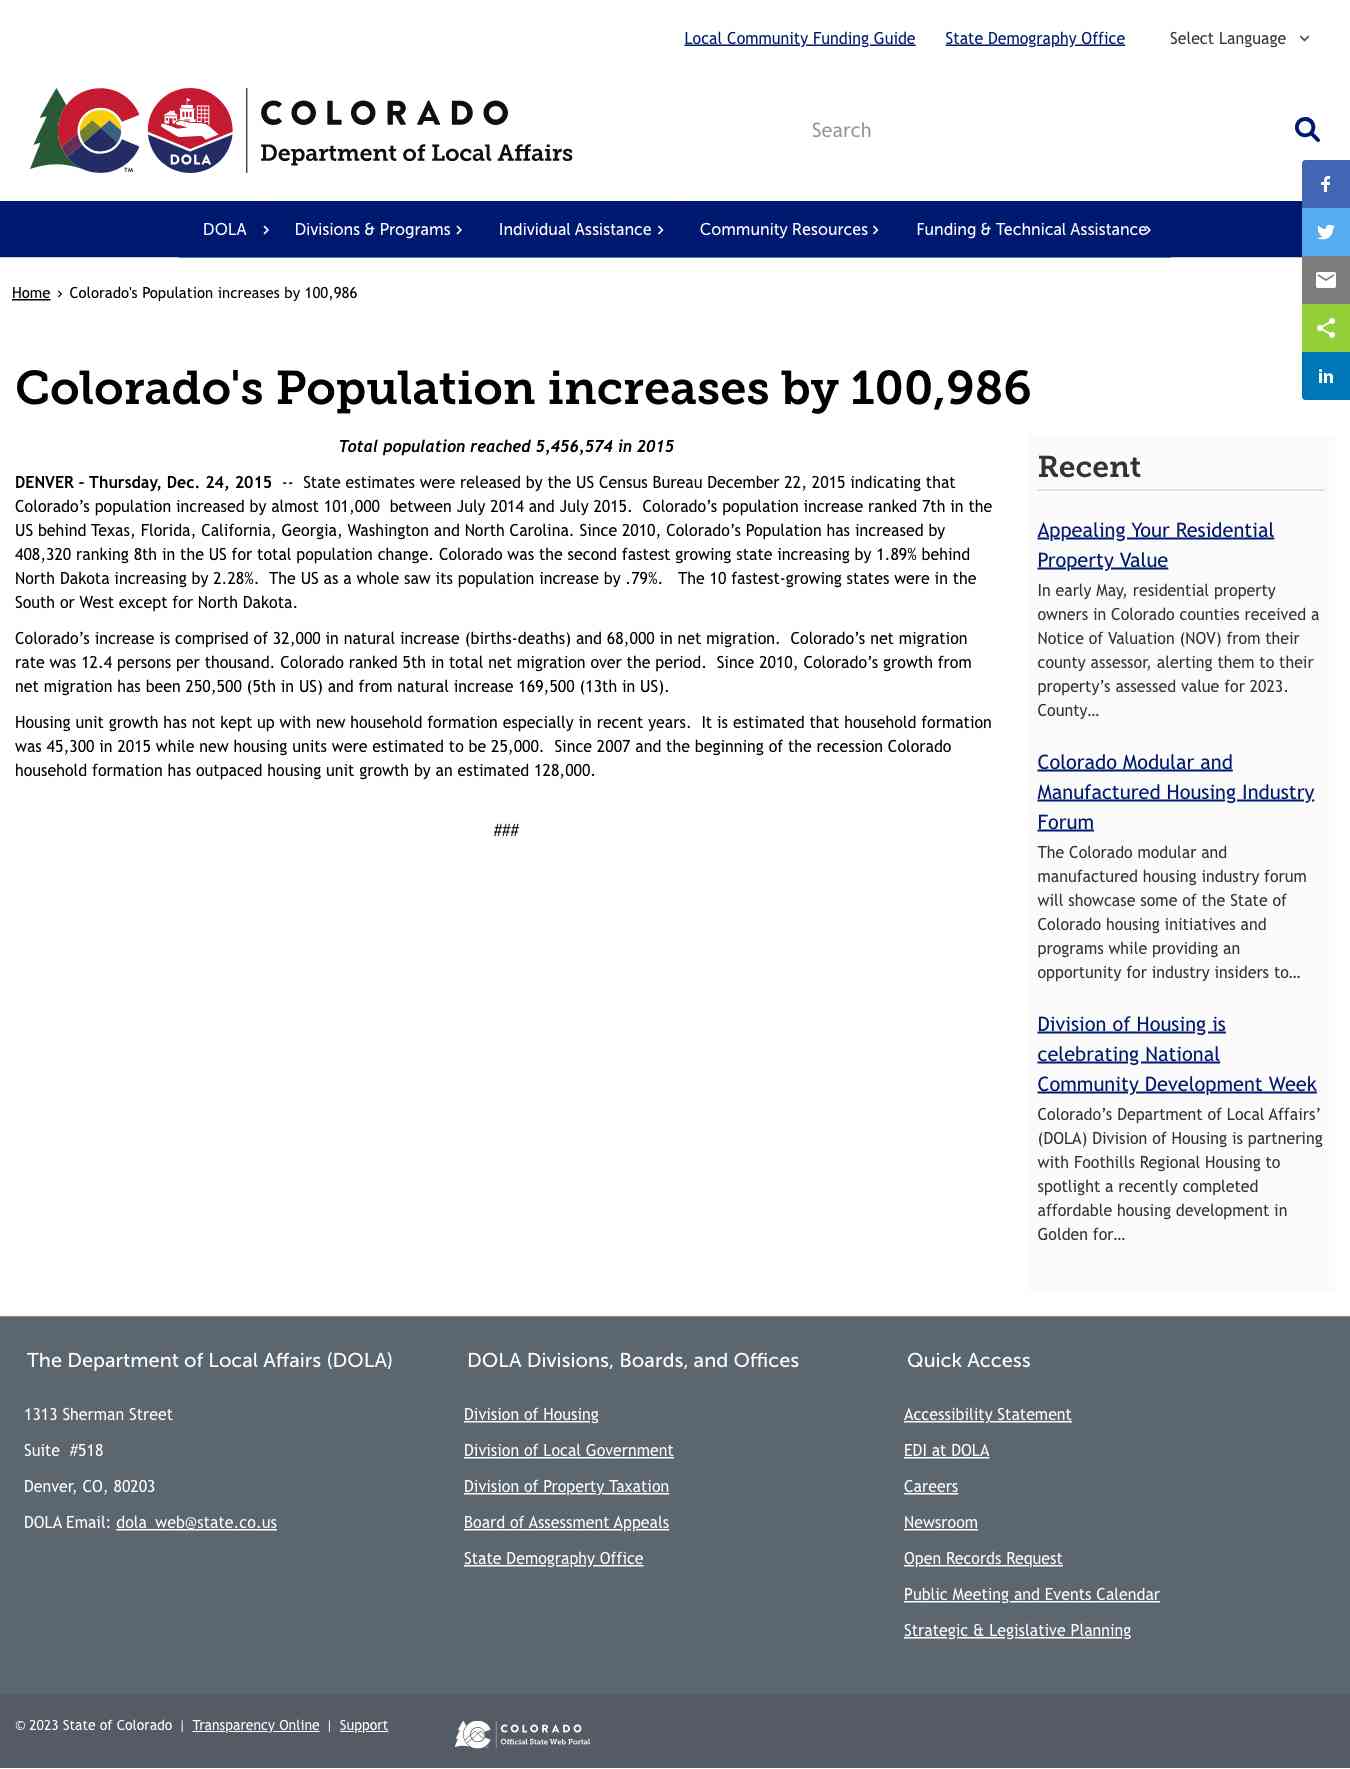 Local Community Funding Guide State Demography Office Select Language
COLORADO
Department of Local Affairs
DOLA
TM
Search
DOLA Divisions & Programs Individual Assistance Community Resources Funding & Technical Assistance
Home › Colorado's Population increases by 100,986
Colorado's Population increases by 100,986
Total population reached 5,456,574 in 2015
DENVER - Thursday, Dec. 24, 2015 -- State estimates were released by the US Census Bureau December 22, 2015 indicating that
Colorado’s population increased by almost 101,000 between July 2014 and July 2015. Colorado’s population increase ranked 7th in the
US behind Texas, Florida, California, Georgia, Washington and North Carolina. Since 2010, Colorado’s Population has increased by
408,320 ranking 8th in the US for total population change. Colorado was the second fastest growing state increasing by 1.89% behind
North Dakota increasing by 2.28%. The US as a whole saw its population increase by .79%. The 10 fastest-growing states were in the
South or West except for North Dakota.
Colorado’s increase is comprised of 32,000 in natural increase (births-deaths) and 68,000 in net migration. Colorado’s net migration
rate was 12.4 persons per thousand. Colorado ranked 5th in total net migration over the period. Since 2010, Colorado’s growth from
net migration has been 250,500 (5th in US) and from natural increase 169,500 (13th in US).
Housing unit growth has not kept up with new household formation especially in recent years. It is estimated that household formation
was 45,300 in 2015 while new housing units were estimated to be 25,000. Since 2007 and the beginning of the recession Colorado
household formation has outpaced housing unit growth by an estimated 128,000.
###
Recent
Appealing Your Residential
Property Value
In early May, residential property
owners in Colorado counties received a
Notice of Valuation (NOV) from their
county assessor, alerting them to their
property’s assessed value for 2023.
County…
Colorado Modular and
Manufactured Housing Industry
Forum
The Colorado modular and
manufactured housing industry forum
will showcase some of the State of
Colorado housing initiatives and
programs while providing an
opportunity for industry insiders to…
Division of Housing is
celebrating National
Community Development Week
Colorado’s Department of Local Affairs’
(DOLA) Division of Housing is partnering
with Foothills Regional Housing to
spotlight a recently completed
affordable housing development in
Golden for…
The Department of Local Affairs (DOLA)
1313 Sherman Street
Suite #518
Denver, CO, 80203
DOLA Email: dola_web@state.co.us
DOLA Divisions, Boards, and Offices
Division of Housing
Division of Local Government
Division of Property Taxation
Board of Assessment Appeals
State Demography Office
Quick Access
Accessibility Statement
EDI at DOLA
Careers
Newsroom
Open Records Request
Public Meeting and Events Calendar
Strategic & Legislative Planning
© 2023 State of Colorado | Transparency Online | Support
COLORADO
Official State Web Portal